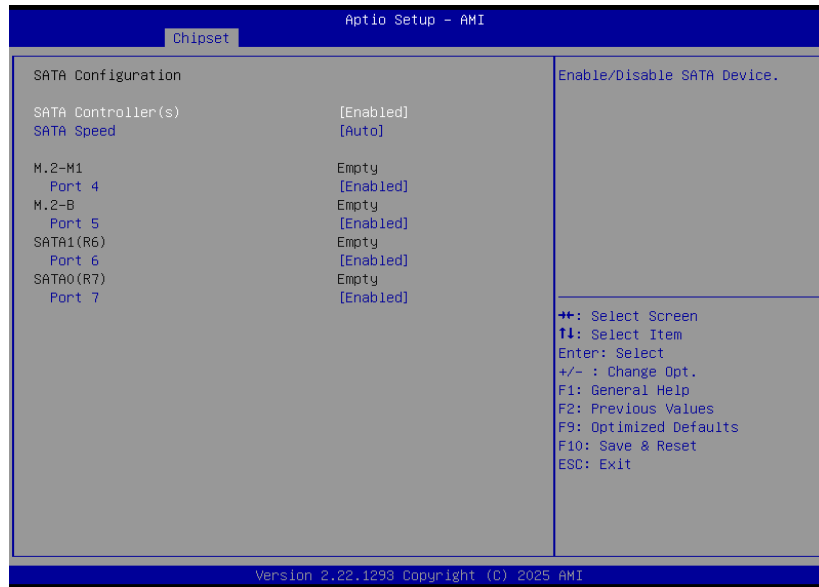 Aptio Setup – AMI
Chipset
SATA Configuration
SATA Controller(s) [Enabled]
SATA Speed [Auto]
M.2-M1 Empty
Port 4 [Enabled]
M.2-B Empty
Port 5 [Enabled]
SATA1(R6) Empty
Port 6 [Enabled]
SATA0(R7) Empty
Port 7 [Enabled]
Enable/Disable SATA Device.
→←: Select Screen
↑↓: Select Item
Enter: Select
+/- : Change Opt.
F1: General Help
F2: Previous Values
F9: Optimized Defaults
F10: Save & Reset
ESC: Exit
Version 2.22.1293 Copyright (C) 2025 AMI